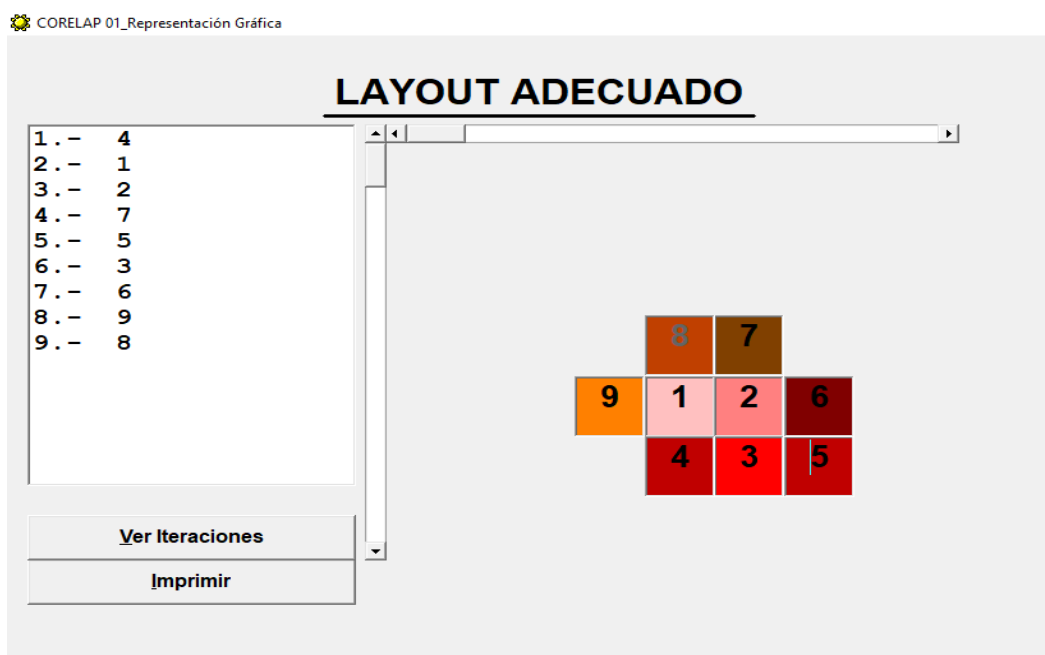 CORELAP 01_Representación Gráfica
LAYOUT ADECUADO
1.- 4
2.- 1
3.- 2
4.- 7
5.- 5
6.- 3
7.- 6
8.- 9
9.- 8
8 7
9 1 2 6
4 3 5
Ver Iteraciones
Imprimir